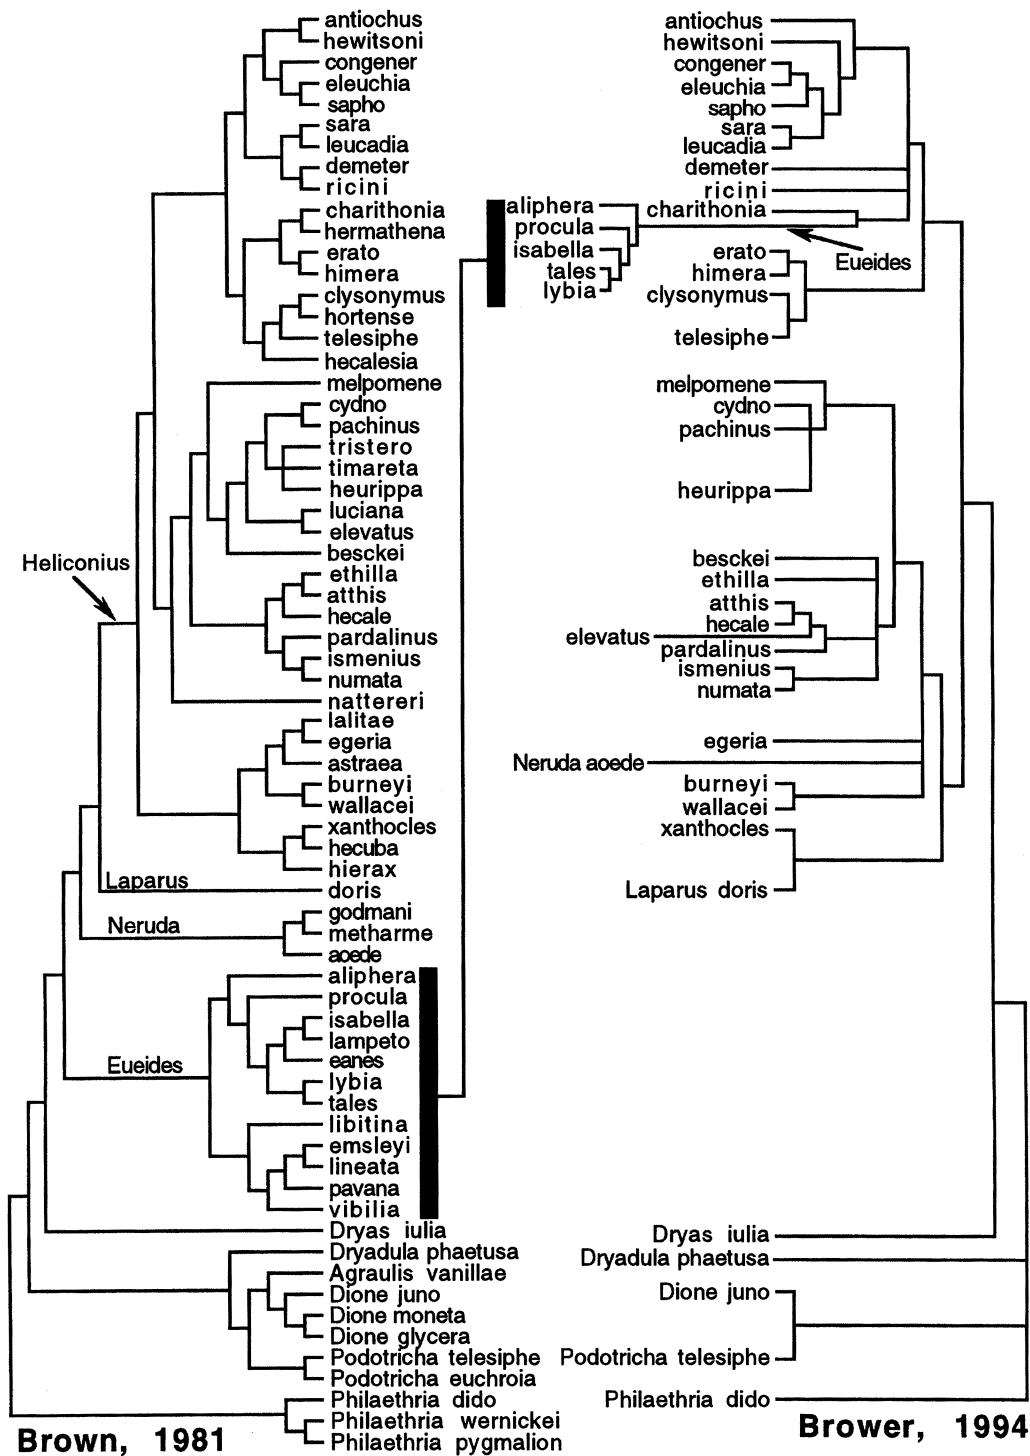 antiochus
hewitsoni
congener
eleuchia
sapho
sara
leucadia
demeter
ricini
charithonia
hermathena
erato
himera
clysonymus
hortense
telesiphe
hecalesia
melpomene
cydno
pachinus
tristero
timareta
heurippa
luciana
elevatus
besckei
Heliconius
ethilla
atthis
hecale
pardalinus
ismenius
numata
nattereri
lalitae
egeria
astraea
burneyi
wallacei
xanthocles
hecuba
hierax
Laparus
doris
Neruda
godmani
metharme
aoede
aliphera
procula
isabella
lampeto
eanes
Eueides
lybia
tales
libitina
emsleyi
lineata
pavana
vibilia
Dryas iulia
Dryadula phaetusa
Agraulis vanillae
Dione juno
Dione moneta
Dione glycera
Podotricha telesiphe
Podotricha euchroia
Philaethria dido
Philaethria wernickei
Philaethria pygmalion
Brown, 1981
antiochus
hewitsoni
congener
eleuchia
sapho
sara
leucadia
demeter
ricini
charithonia
aliphera
procula
isabella
tales
lybia
Eueides
erato
himera
clysonymus
telesiphe
melpomene
cydno
pachinus
heurippa
besckei
ethilla
atthis
hecale
elevatus
pardalinus
ismenius
numata
egeria
Neruda aoede
burneyi
wallacei
xanthocles
Laparus doris
Dryas iulia
Dryadula phaetusa
Dione juno
Podotricha telesiphe
Philaethria dido
Brower, 1994